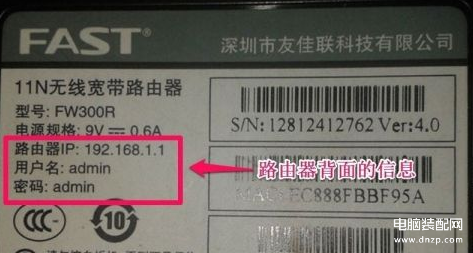 FAST®
深圳市友佳联科技有限公司
11N无线宽带路由器
型号: FW300R
电源规格: 9V 0.6A
路由器IP: 192.168.1.1
用户名: admin
密码: admin
S/N: 12812412762 Ver:4.0
路由器背面的信息
MAC: EC888FBBF95A
CCC
10
电脑装配网
(www.dnzp.com)